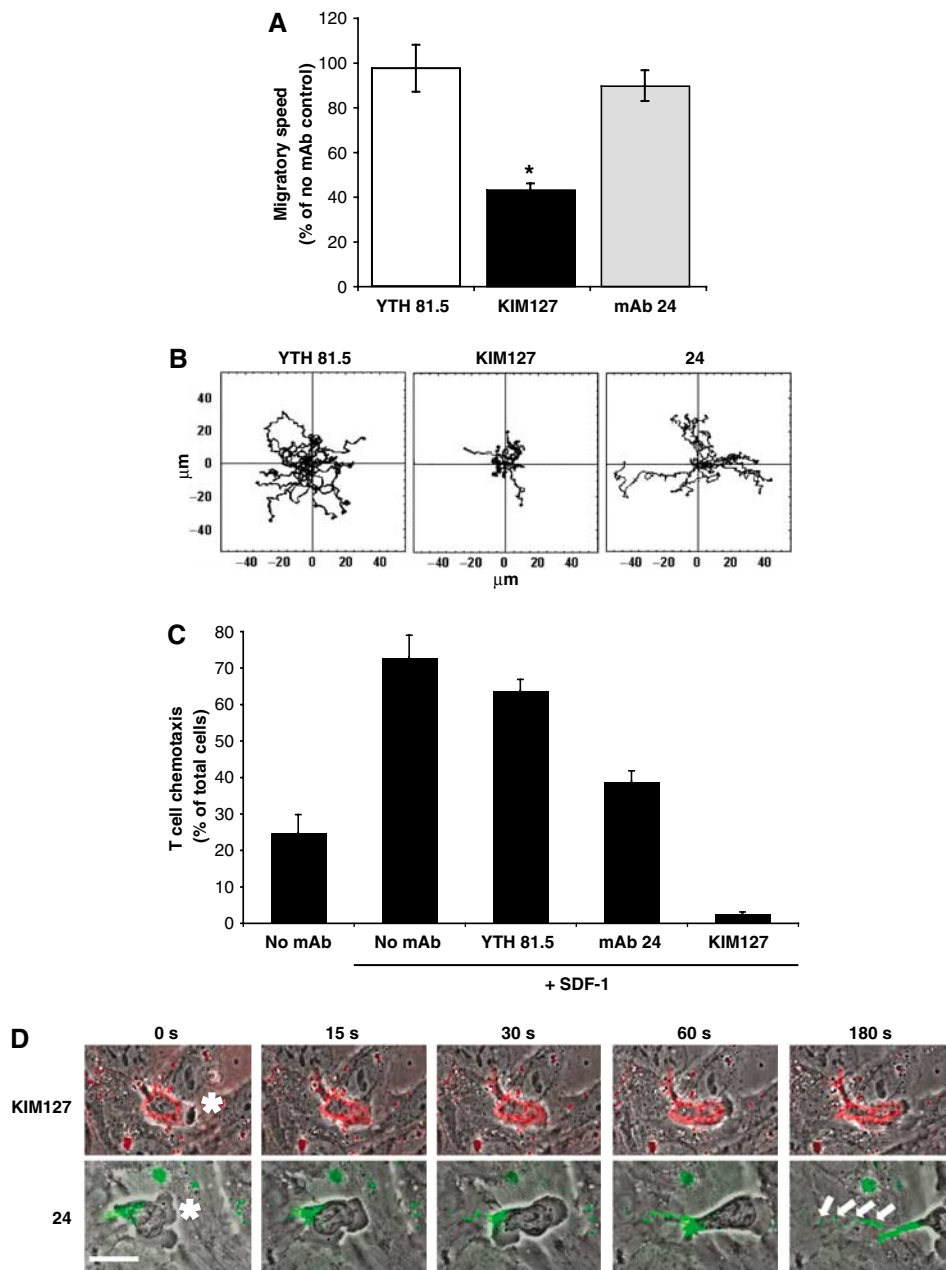 A
Migratory speed
(% of no mAb control)
120
100
80
60
40
20
0
*
YTH 81.5 KIM127 mAb 24
B
YTH 81.5 KIM127 24
μm
40
20
0
−20
−40
−40 −20 0 20 40 −40 −20 0 20 40 −40 −20 0 20 40
μm
C
T cell chemotaxis
(% of total cells)
80
70
60
50
40
30
20
10
0
No mAb No mAb YTH 81.5 mAb 24 KIM127
+ SDF-1
D
0 s 15 s 30 s 60 s 180 s
KIM127
*
24
*